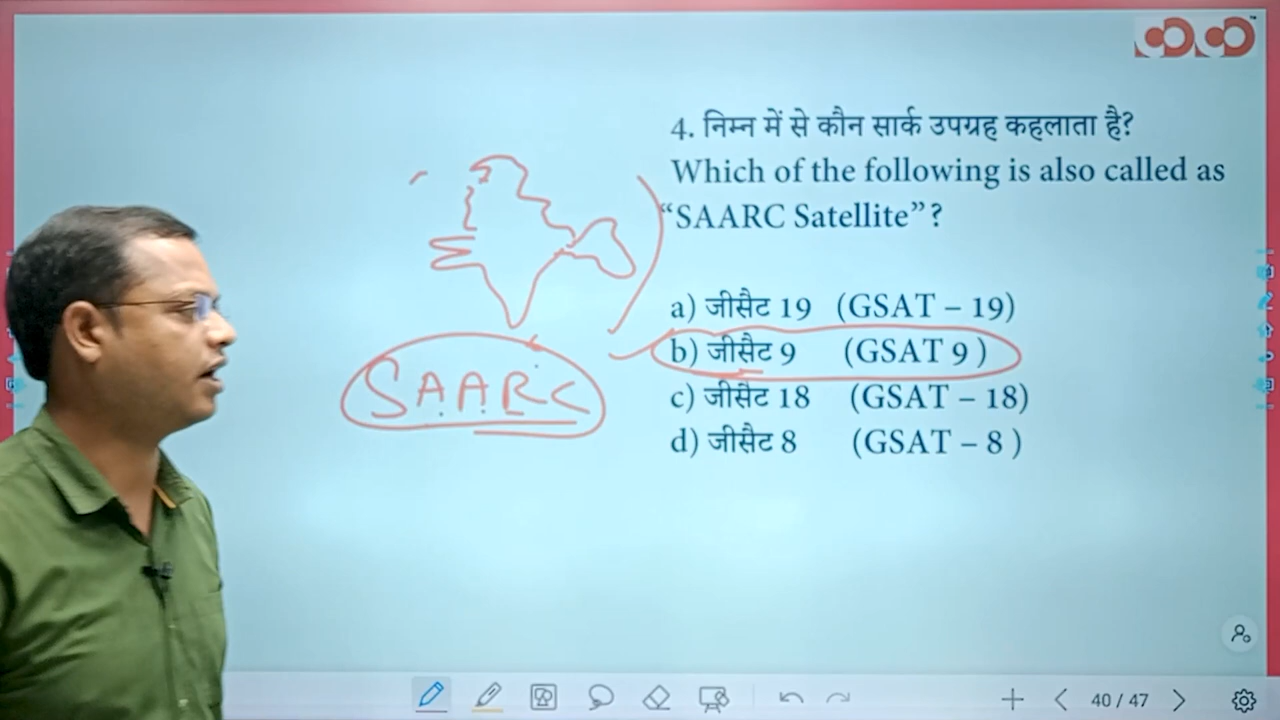 4. निम्न में से कौन सार्क उपग्रह कहलाता है?
Which of the following is also called as
“SAARC Satellite”?
a) जीसैट 19 (GSAT – 19)
b) जीसैट 9 (GSAT 9 )
c) जीसैट 18 (GSAT – 18)
d) जीसैट 8 (GSAT – 8 )
SAARC
40 / 47